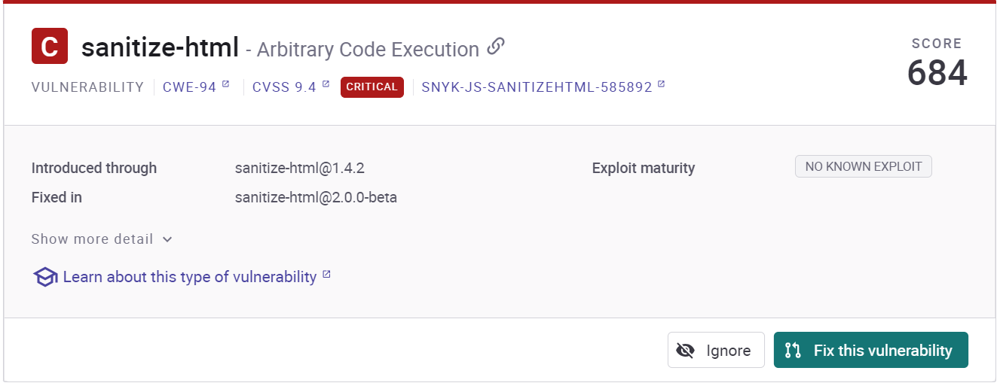 C sanitize-html - Arbitrary Code Execution
SCORE
684
VULNERABILITY CWE-94 CVSS 9.4 CRITICAL SNYK-JS-SANITIZEHTML-585892
Introduced through sanitize-html@1.4.2 Exploit maturity NO KNOWN EXPLOIT
Fixed in sanitize-html@2.0.0-beta
Show more detail
Learn about this type of vulnerability
Ignore Fix this vulnerability